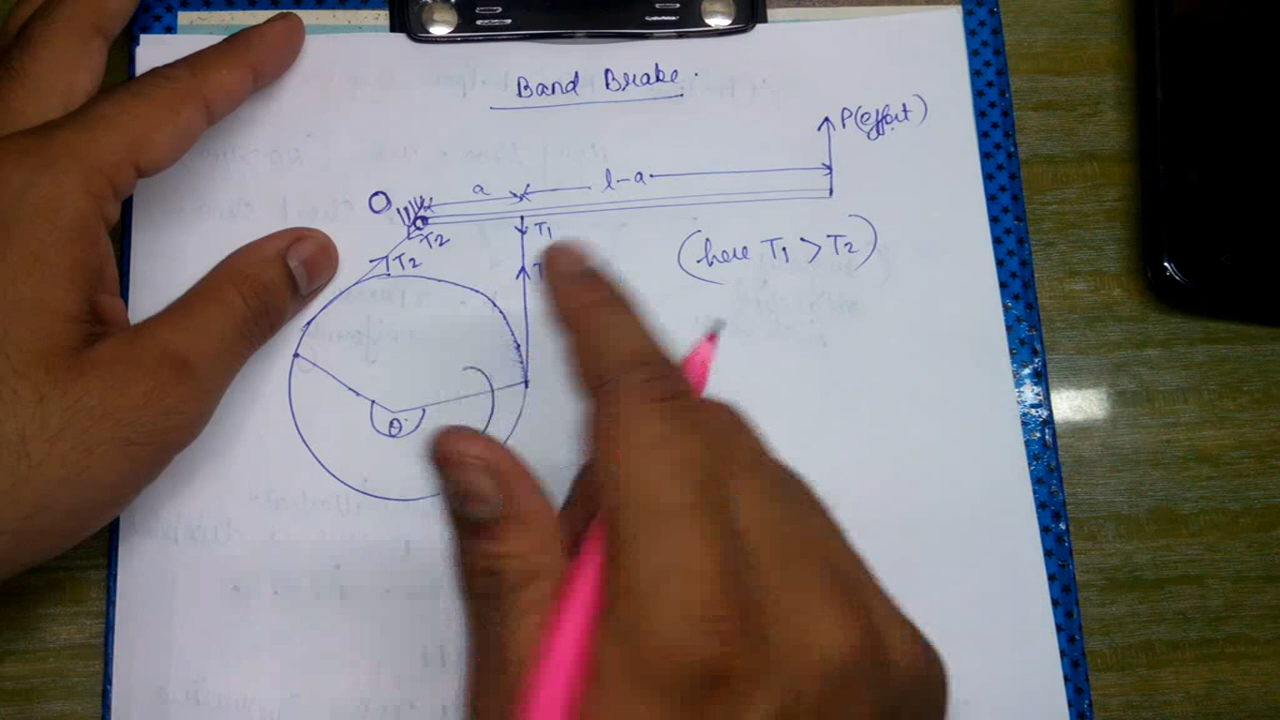 Band Brake.
P(effort)
a l-a
O
T2 T1
(here T1 > T2)
T2 T
θ